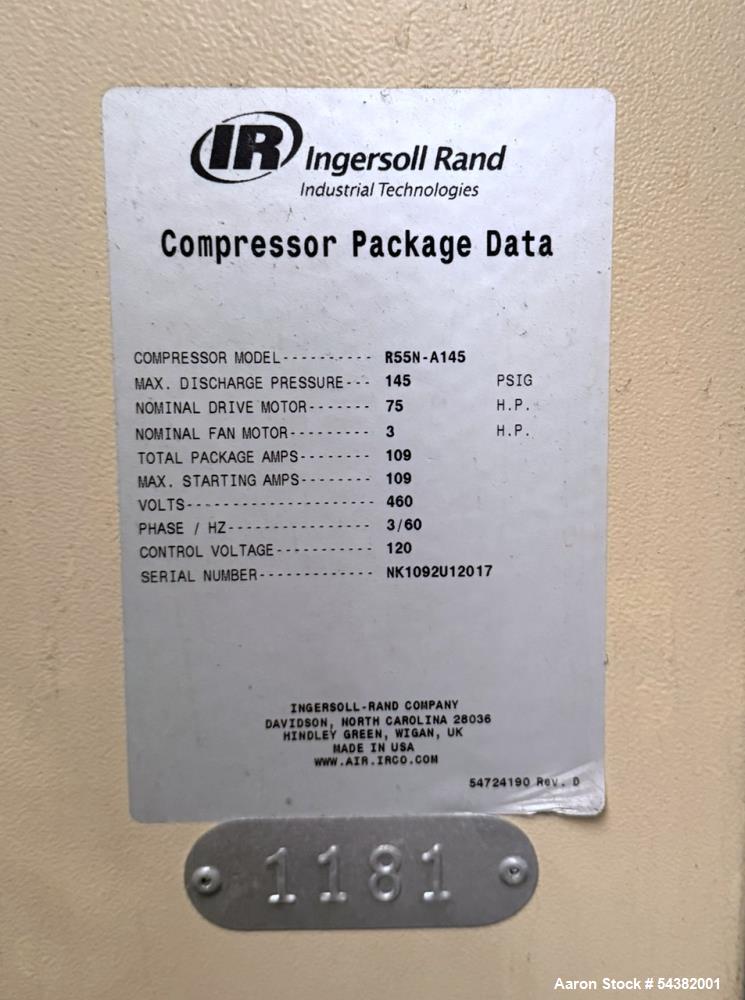 IR Ingersoll Rand
Industrial Technologies
Compressor Package Data
COMPRESSOR MODEL---------- R55N-A145
MAX. DISCHARGE PRESSURE--- 145 PSIG
NOMINAL DRIVE MOTOR------- 75 H.P.
NOMINAL FAN MOTOR--------- 3 H.P.
TOTAL PACKAGE AMPS-------- 109
MAX. STARTING AMPS-------- 109
VOLTS--------------------- 460
PHASE / HZ---------------- 3/60
CONTROL VOLTAGE----------- 120
SERIAL NUMBER------------- NK1092U12017
INGERSOLL-RAND COMPANY
DAVIDSON, NORTH CAROLINA 28036
HINDLEY GREEN, WIGAN, UK
MADE IN USA
WWW.AIR.IRCO.COM
54724190 Rev. D
1181
Aaron Stock # 54382001